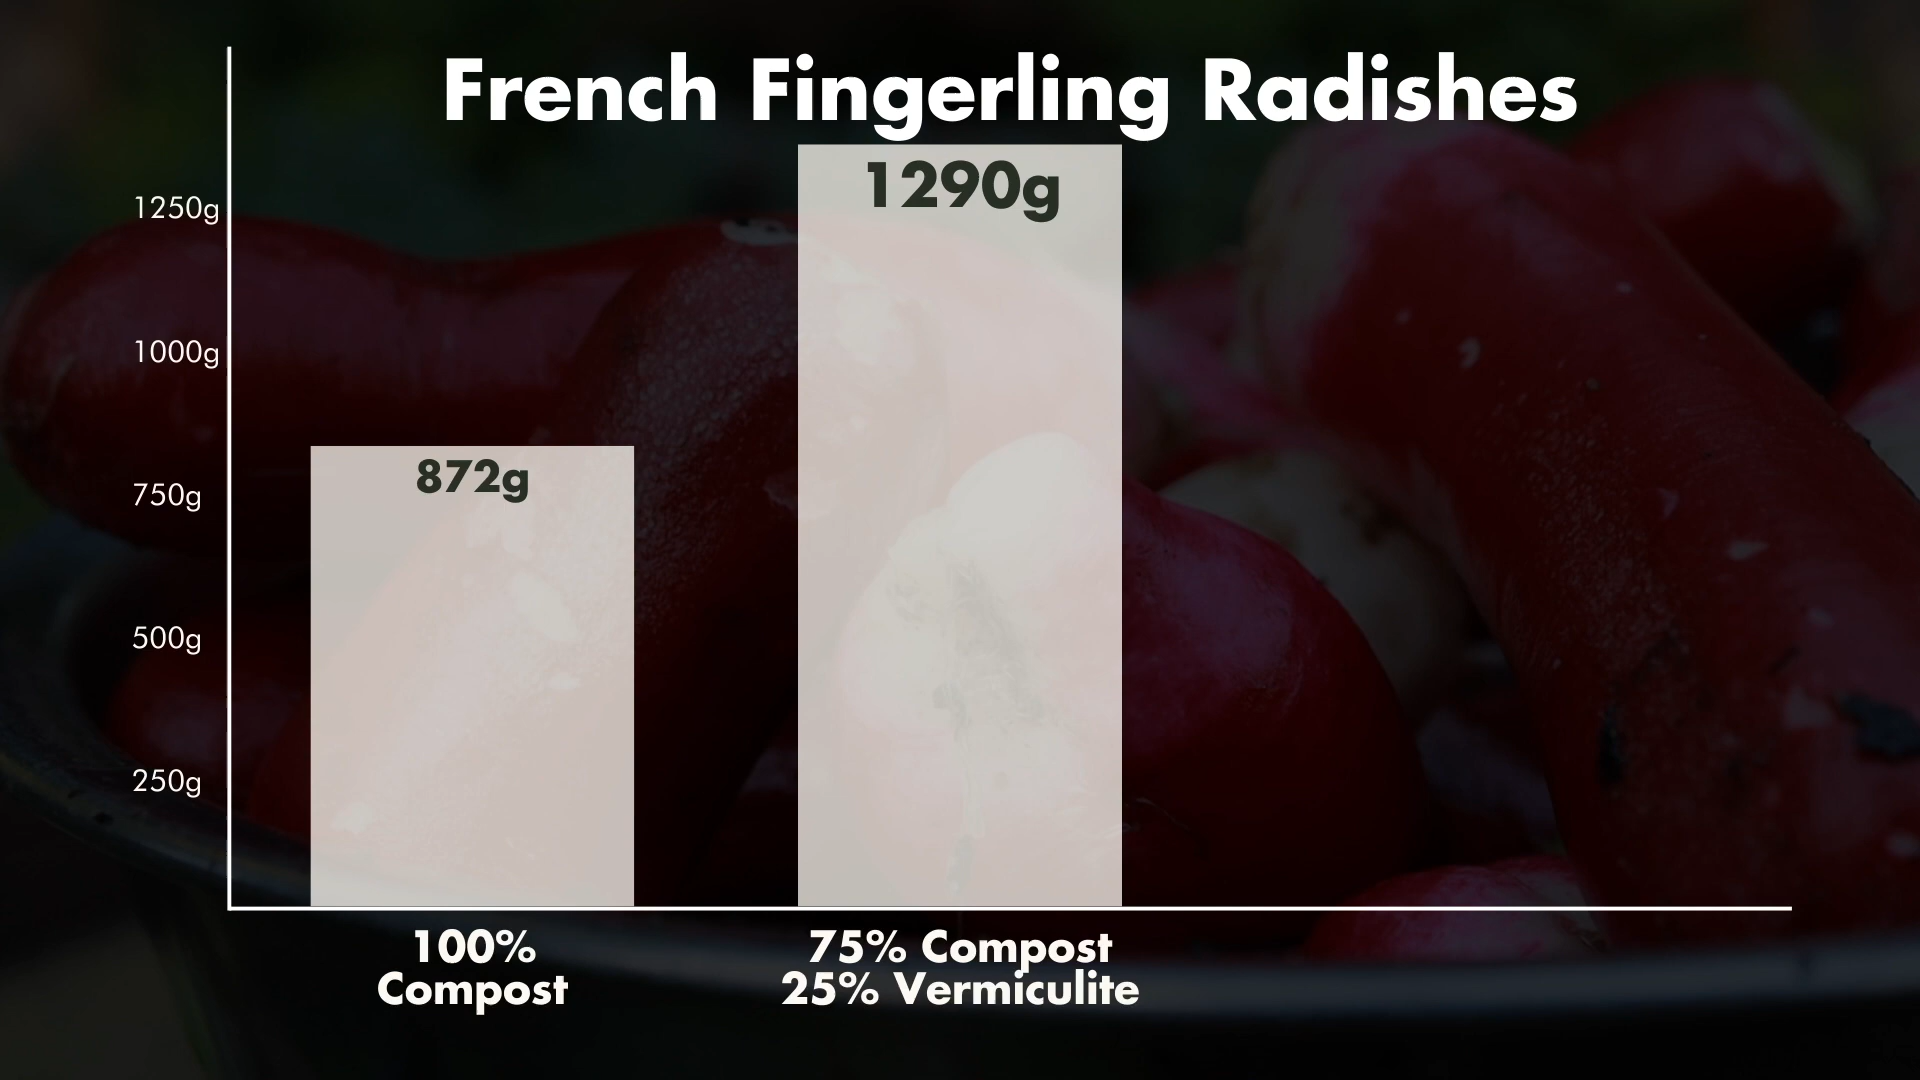 French Fingerling Radishes
1290g
1250g
1000g
872g
750g
500g
250g
100%
Compost
75% Compost
25% Vermiculite